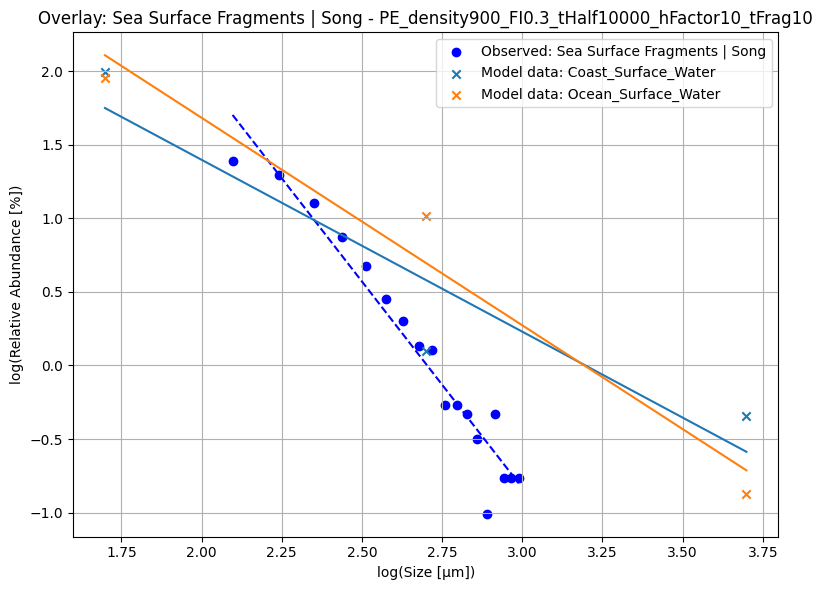 Overlay: Sea Surface Fragments | Song - PE_density900_FI0.3_tHalf10000_hFactor10_tFrag10
Observed: Sea Surface Fragments | Song
Model data: Coast_Surface_Water
Model data: Ocean_Surface_Water
log(Relative Abundance [%])
2.0
1.5
1.0
0.5
0.0
−0.5
−1.0
1.75 2.00 2.25 2.50 2.75 3.00 3.25 3.50 3.75
log(Size [μm])